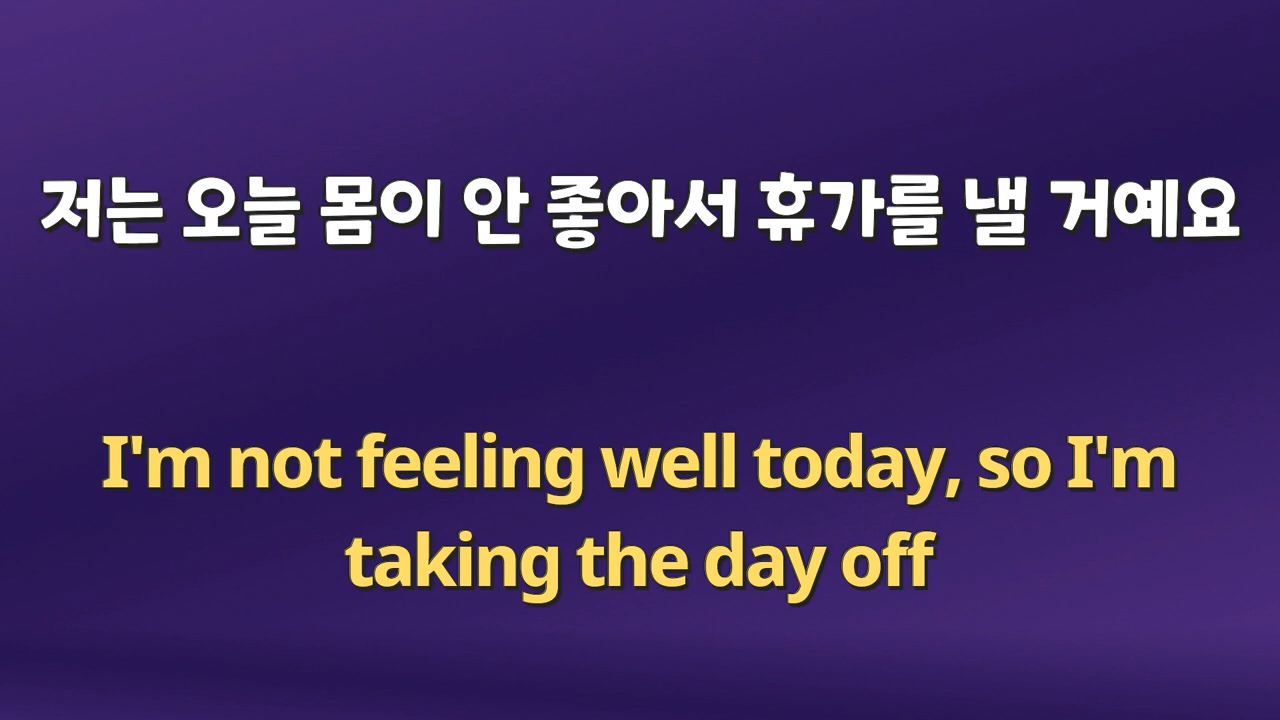 저는 오늘 몸이 안 좋아서 휴가를 낼 거예요
I'm not feeling well today, so I'm
taking the day off